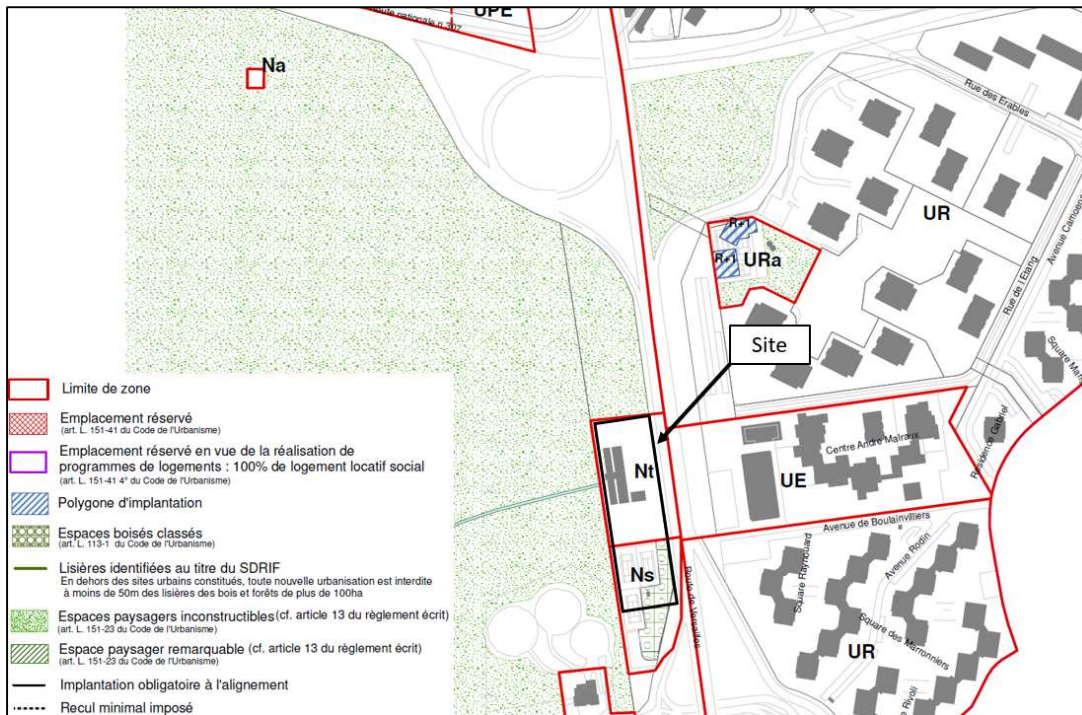 UPE
Route nationale n 307
Na
Rue des Erables
UR
Avenue Camoens
R+1
R+1
URa
Rue de l Etang
Site
Limite de zone
Emplacement réservé
(art. L. 151-41 du Code de l'Urbanisme)
Emplacement réservé en vue de la réalisation de
programmes de logements : 100% de logement locatif social
(art. L. 151-41 4° du Code de l'Urbanisme)
Polygone d'implantation
Espaces boisés classés
(art. L. 113-1 du Code de l'Urbanisme)
Lisières identifiées au titre du SDRIF
En dehors des sites urbains constitués, toute nouvelle urbanisation est interdite
à moins de 50m des lisières des bois et forêts de plus de 100ha
Espaces paysagers inconstructibles (cf. article 13 du règlement écrit)
(art. L. 151-23 du Code de l'Urbanisme)
Espace paysager remarquable (cf. article 13 du règlement écrit)
(art. L. 151-23 du Code de l'Urbanisme)
Implantation obligatoire à l'alignement
Recul minimal imposé
Nt
Ns
UE
Centre Andre Malraux
Residence Gabriel
Avenue de Boulainvilliers
Route de Versailles
Square Raynouard
Avenue Rodin
Square des Marronniers
UR
Rivoli